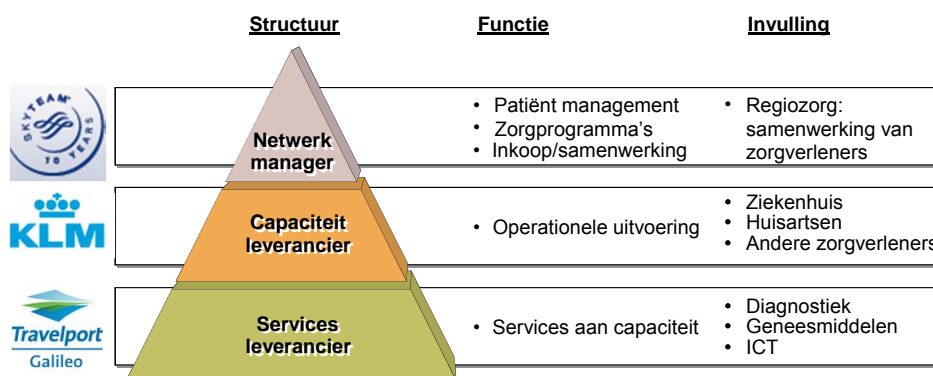 Structuur
Functie
Invulling
SKYTEAM
10 YEARS
Netwerk
manager
• Patiënt management
• Zorgprogramma's
• Inkoop/samenwerking
• Regiozorg:
samenwerking van
zorgverleners
KLM
Capaciteit
leverancier
• Operationele uitvoering
• Ziekenhuis
• Huisartsen
• Andere zorgverleners
Travelport
Galileo
Services
leverancier
• Services aan capaciteit
• Diagnostiek
• Geneesmiddelen
• ICT